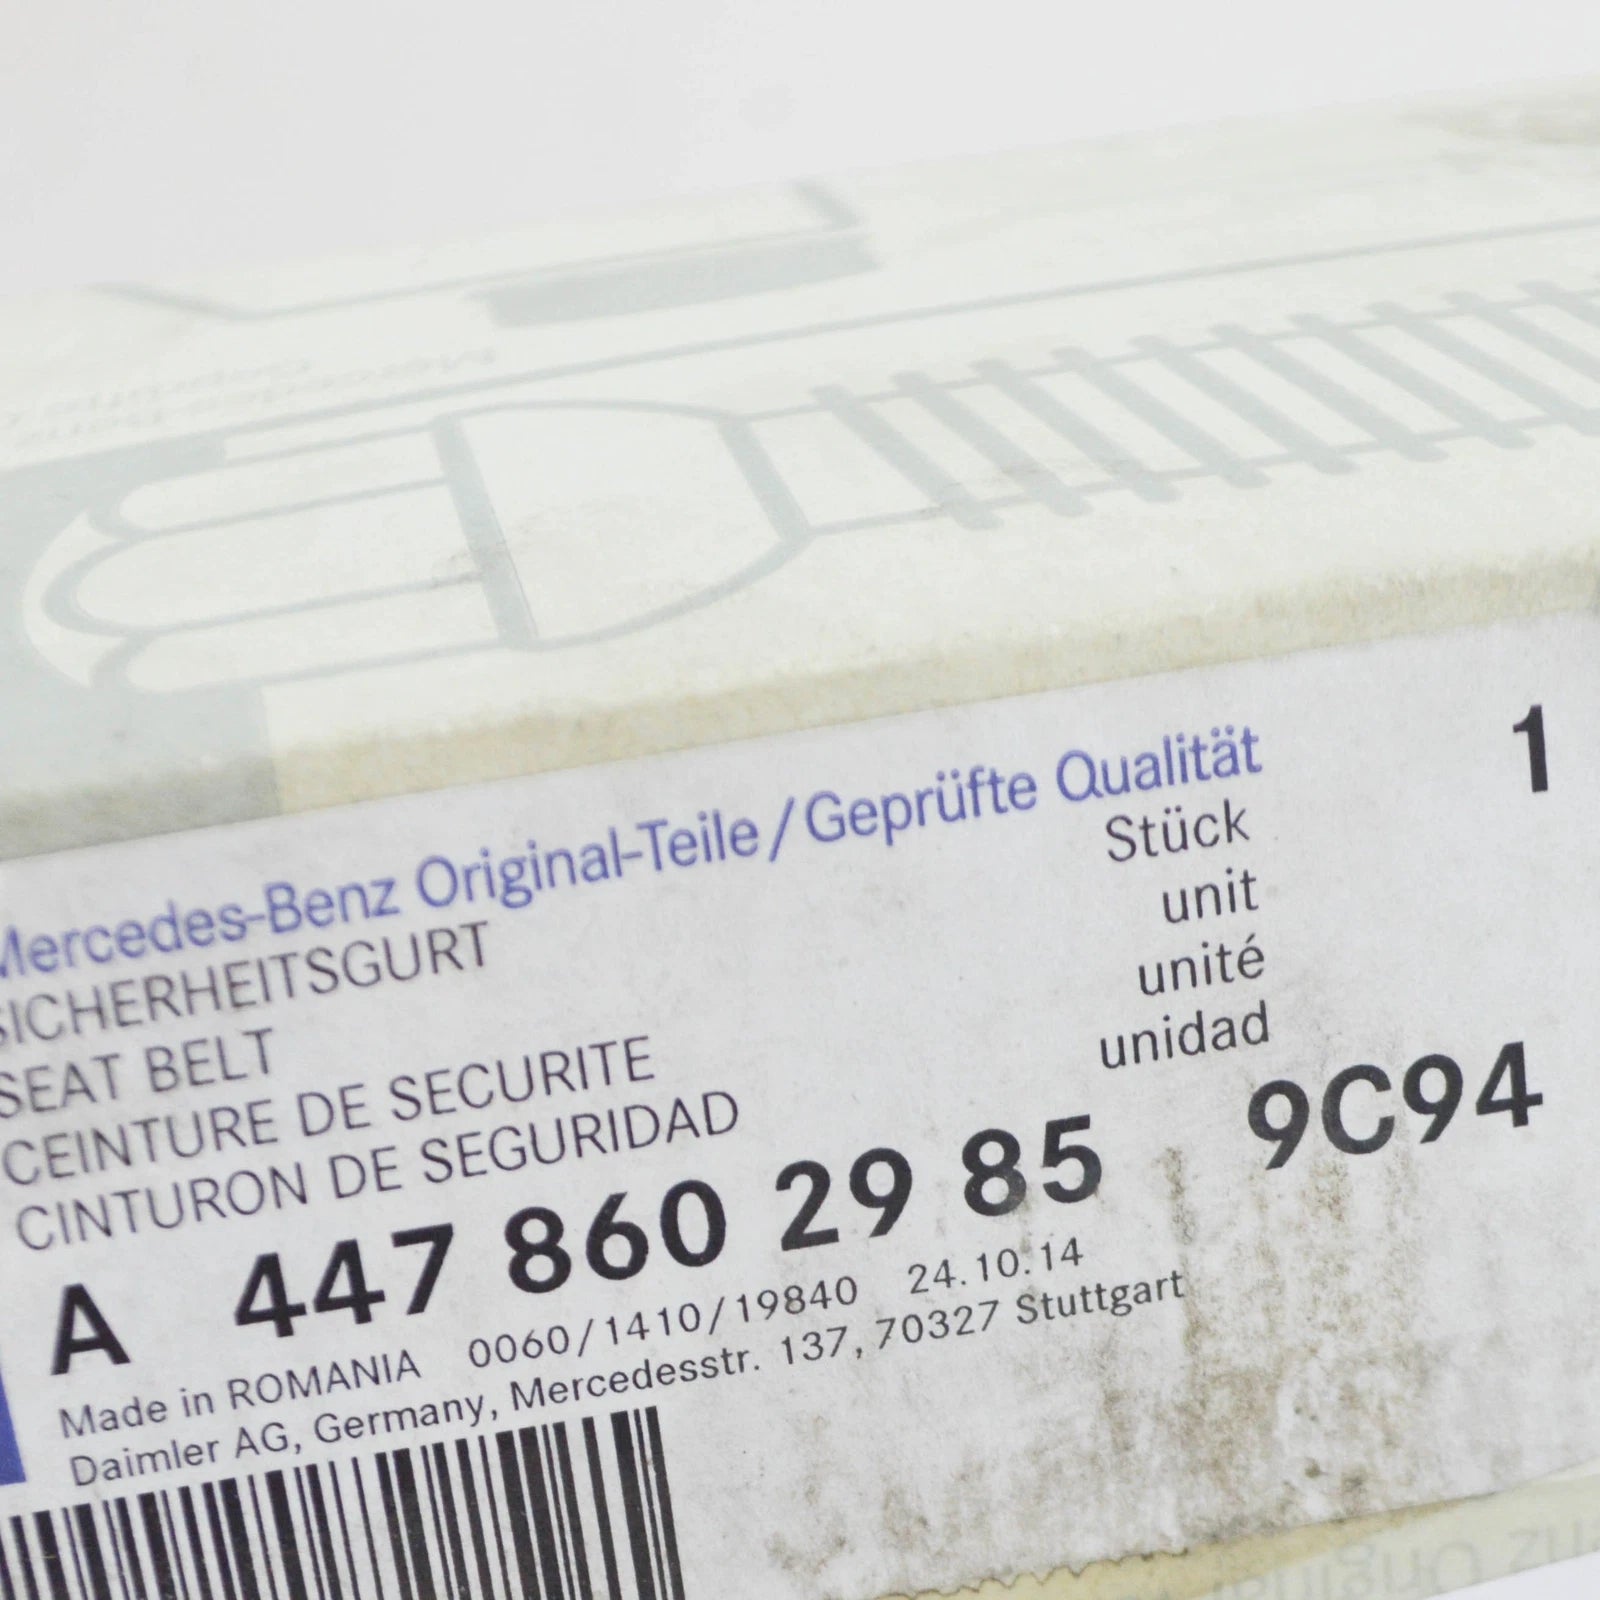 Mercedes-Benz Original-Teile/Geprüfte Qualität 1
SICHERHEITSGURT Stück
SEAT BELT unit
CEINTURE DE SECURITE unité
CINTURON DE SEGURIDAD unidad
A 447 860 29 85 9C94
Made in ROMANIA 0060/1410/19840 24.10.14
Daimler AG, Germany, Mercedesstr. 137, 70327 Stuttgart
Original